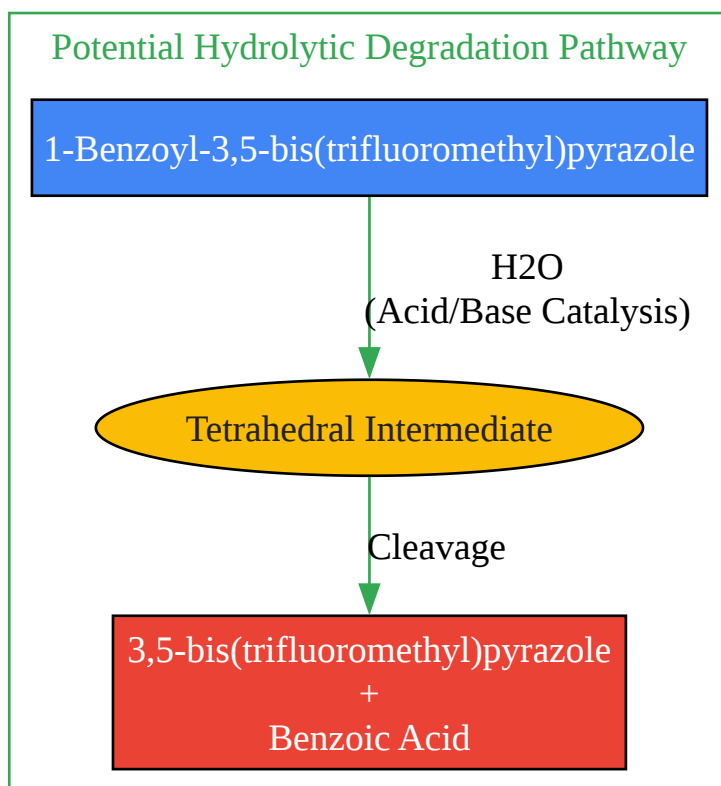 Potential Hydrolytic Degradation Pathway
1-Benzoyl-3,5-bis(trifluoromethyl)pyrazole
H2O
(Acid/Base Catalysis)
Tetrahedral Intermediate
Cleavage
3,5-bis(trifluoromethyl)pyrazole
+
Benzoic Acid